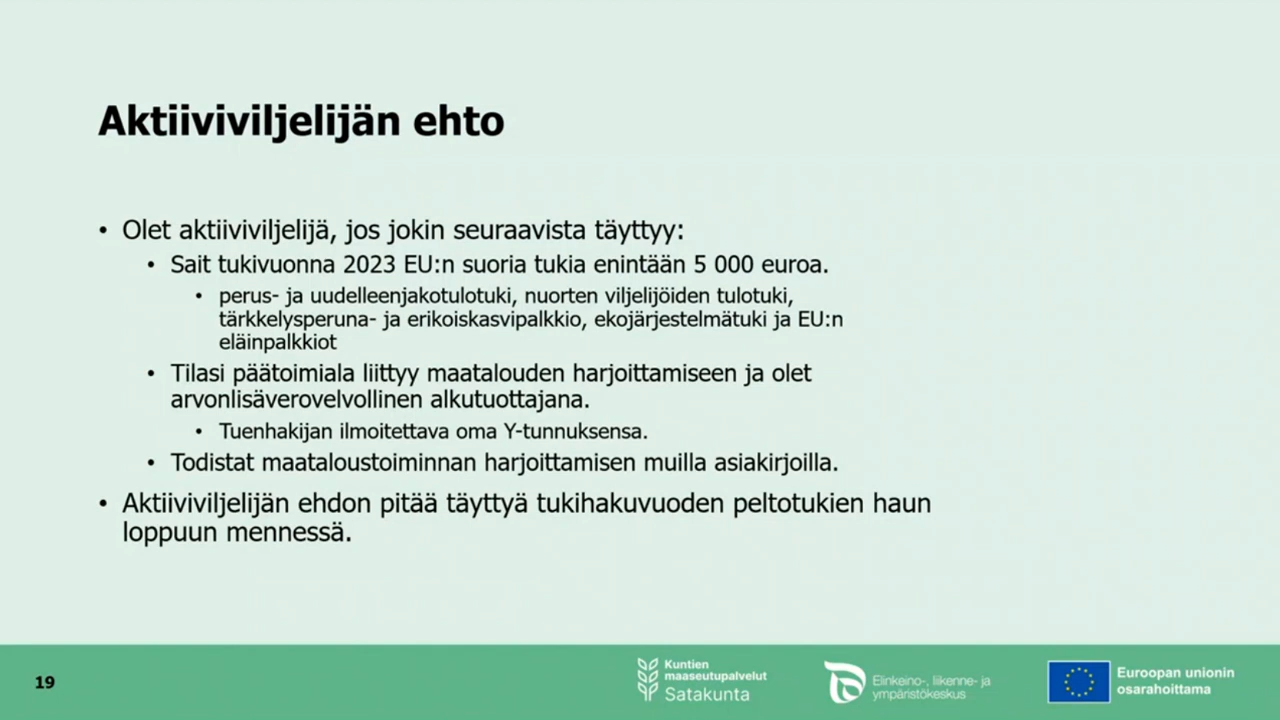 Aktiiviviljelijän ehto
• Olet aktiiviviljelijä, jos jokin seuraavista täyttyy:
• Sait tukivuonna 2023 EU:n suoria tukia enintään 5 000 euroa.
• perus- ja uudelleenjakotulotuki, nuorten viljelijöiden tulotuki,
tärkkelysperuna- ja erikoiskasvipalkkio, ekojärjestelmätuki ja EU:n
eläinpalkkiot
• Tilasi päätoimiala liittyy maatalouden harjoittamiseen ja olet
arvonlisäverovelvollinen alkutuottajana.
• Tuenhakijan ilmoitettava oma Y-tunnuksensa.
• Todistat maataloustoiminnan harjoittamisen muilla asiakirjoilla.
• Aktiiviviljelijän ehdon pitää täyttyä tukihakuvuoden peltotukien haun
loppuun mennessä.
19
Kuntien
maaseutupalvelut
Satakunta
Elinkeino-, liikenne- ja
ympäristökeskus
Euroopan unionin
osarahoittama